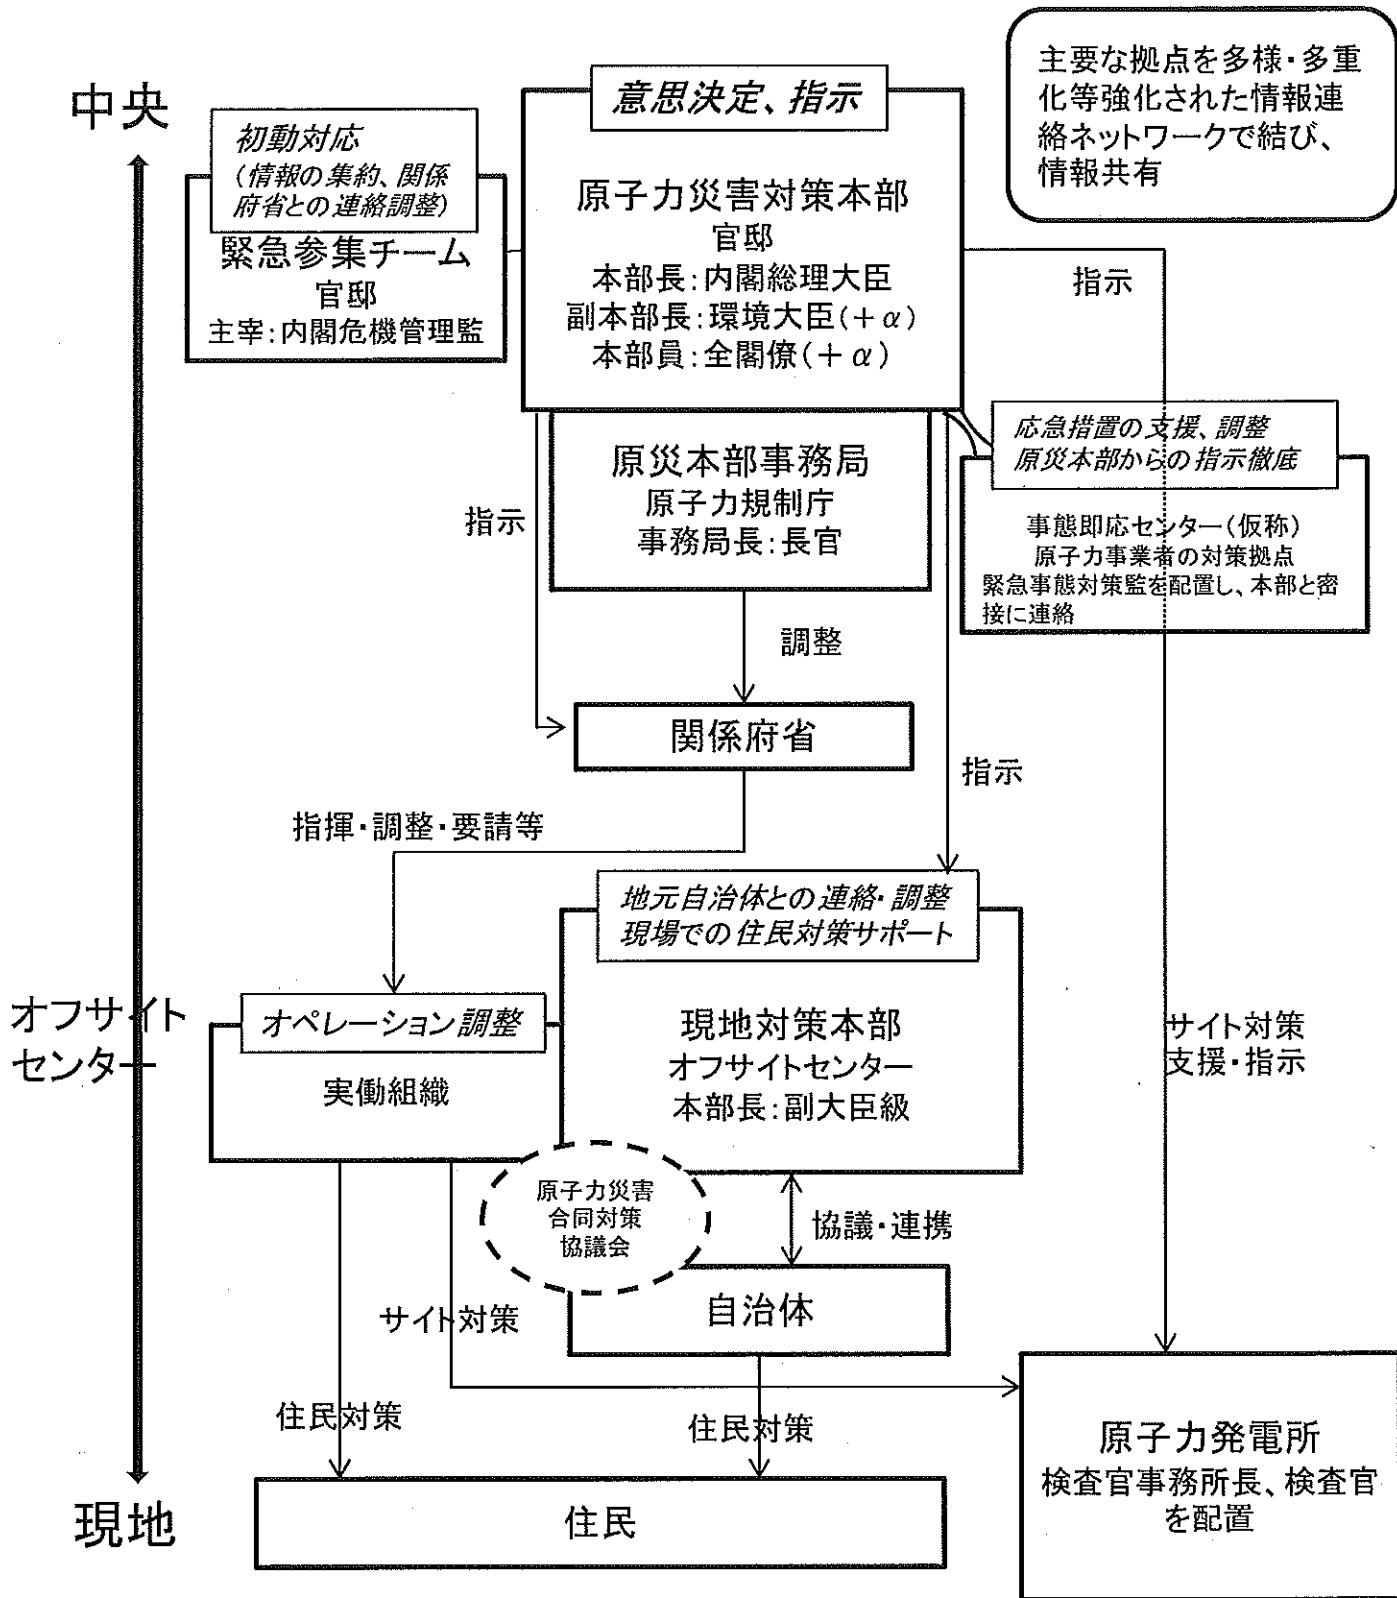 中央
初動対応
(情報の集約、関係
府省との連絡調整)
緊急参集チーム
官邸
主宰:内閣危機管理監
意思決定、指示
原子力災害対策本部
官邸
本部長:内閣総理大臣
副本部長:環境大臣(+α)
本部員:全閣僚(+α)
主要な拠点を多様・多重
化等強化された情報連
絡ネットワークで結び、
情報共有
指示
原災本部事務局
原子力規制庁
事務局長:長官
指示
応急措置の支援、調整
原災本部からの指示徹底
事態即応センター(仮称)
原子力事業者の対策拠点
緊急事態対策監を配置し、本部と密
接に連絡
調整
関係府省
指示
指揮・調整・要請等
地元自治体との連絡・調整
現場での住民対策サポート
オフサイト
センター
オペレーション調整
実働組織
現地対策本部
オフサイトセンター
本部長:副大臣級
サイト対策
支援・指示
原子力災害
合同対策
協議会
協議・連携
自治体
サイト対策
住民対策
住民対策
現地
住民
原子力発電所
検査官事務所長、検査官
を配置